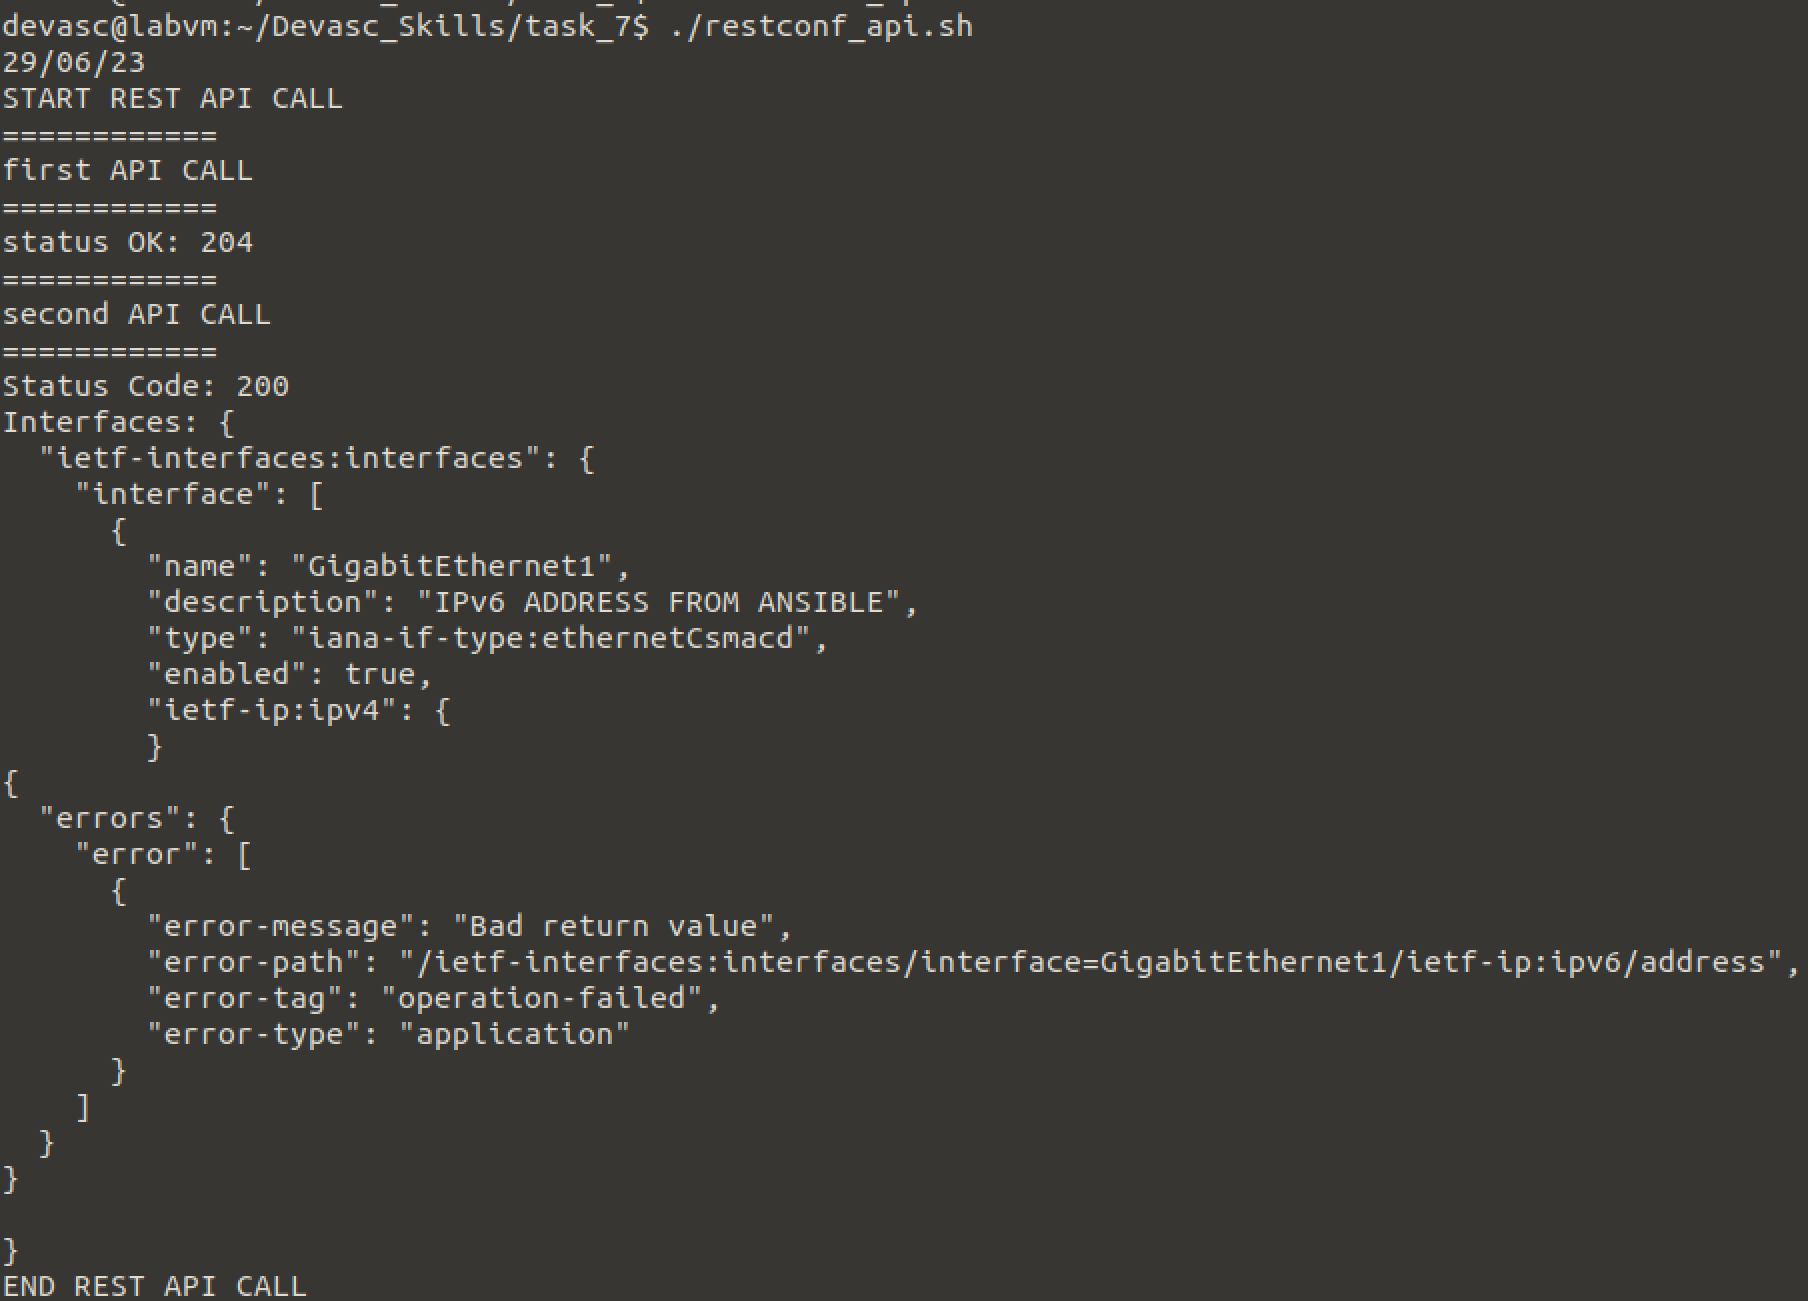 devasc@labvm:~/Devasc_Skills/task_7$ ./restconf_api.sh
29/06/23
START REST API CALL
============
first API CALL
============
status OK: 204
============
second API CALL
============
Status Code: 200
Interfaces: {
  "ietf-interfaces:interfaces": {
    "interface": [
      {
        "name": "GigabitEthernet1",
        "description": "IPv6 ADDRESS FROM ANSIBLE",
        "type": "iana-if-type:ethernetCsmacd",
        "enabled": true,
        "ietf-ip:ipv4": {
        }
{
  "errors": {
    "error": [
      {
        "error-message": "Bad return value",
        "error-path": "/ietf-interfaces:interfaces/interface=GigabitEthernet1/ietf-ip:ipv6/address",
        "error-tag": "operation-failed",
        "error-type": "application"
      }
    ]
  }
}

}
END REST API CALL